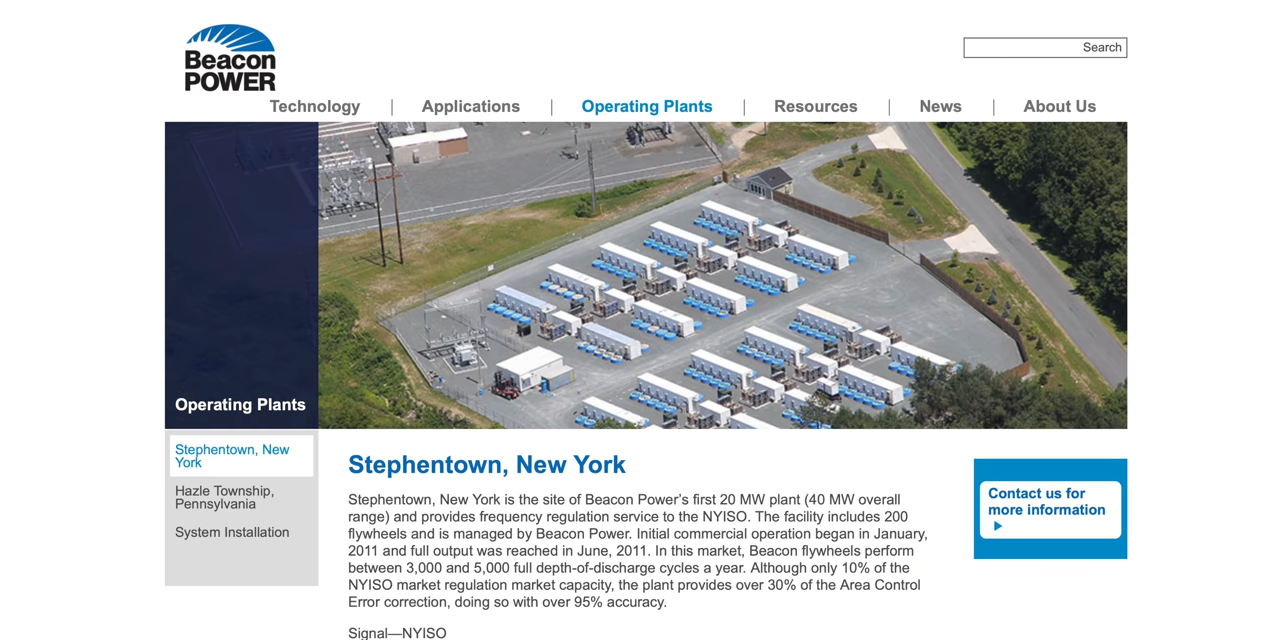 Beacon
POWER
Search
Technology | Applications | Operating Plants | Resources | News | About Us
Operating Plants
Stephentown, New
York
Hazle Township,
Pennsylvania
System Installation
Stephentown, New York
Stephentown, New York is the site of Beacon Power’s first 20 MW plant (40 MW overall
range) and provides frequency regulation service to the NYISO. The facility includes 200
flywheels and is managed by Beacon Power. Initial commercial operation began in January,
2011 and full output was reached in June, 2011. In this market, Beacon flywheels perform
between 3,000 and 5,000 full depth-of-discharge cycles a year. Although only 10% of the
NYISO market regulation market capacity, the plant provides over 30% of the Area Control
Error correction, doing so with over 95% accuracy.
Signal—NYISO
Contact us for
more information